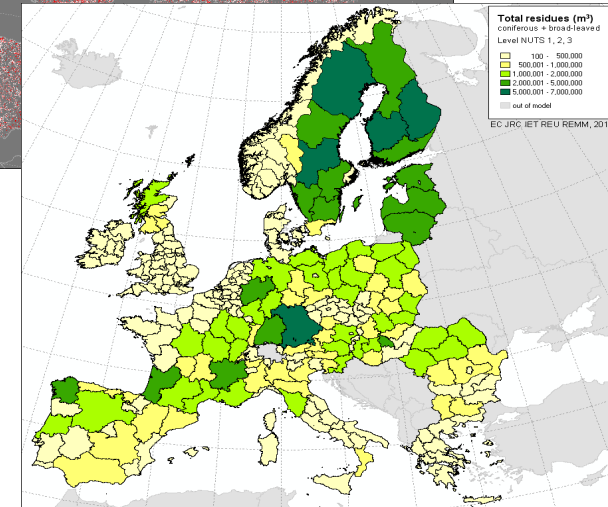 Total residues (m³)
coniferous + broad-leaved
Level NUTS 1, 2, 3
100 - 500,000
500,001 - 1,000,000
1,000,001 - 2,000,000
2,000,001 - 5,000,000
5,000,001 - 7,000,000
out of model
EC JRC IET REU REMM, 201